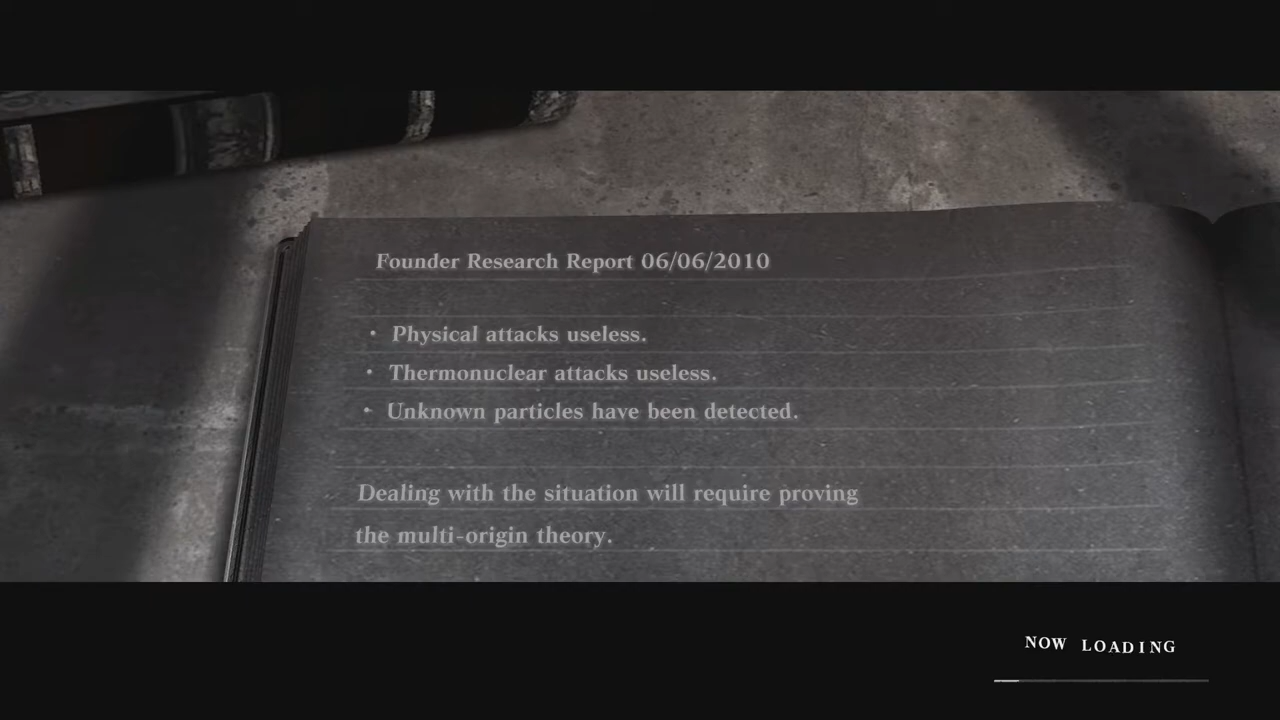 Founder Research Report 06/06/2010
・ Physical attacks useless.
・ Thermonuclear attacks useless.
・ Unknown particles have been detected.
Dealing with the situation will require proving
the multi-origin theory.
NOW LOADING